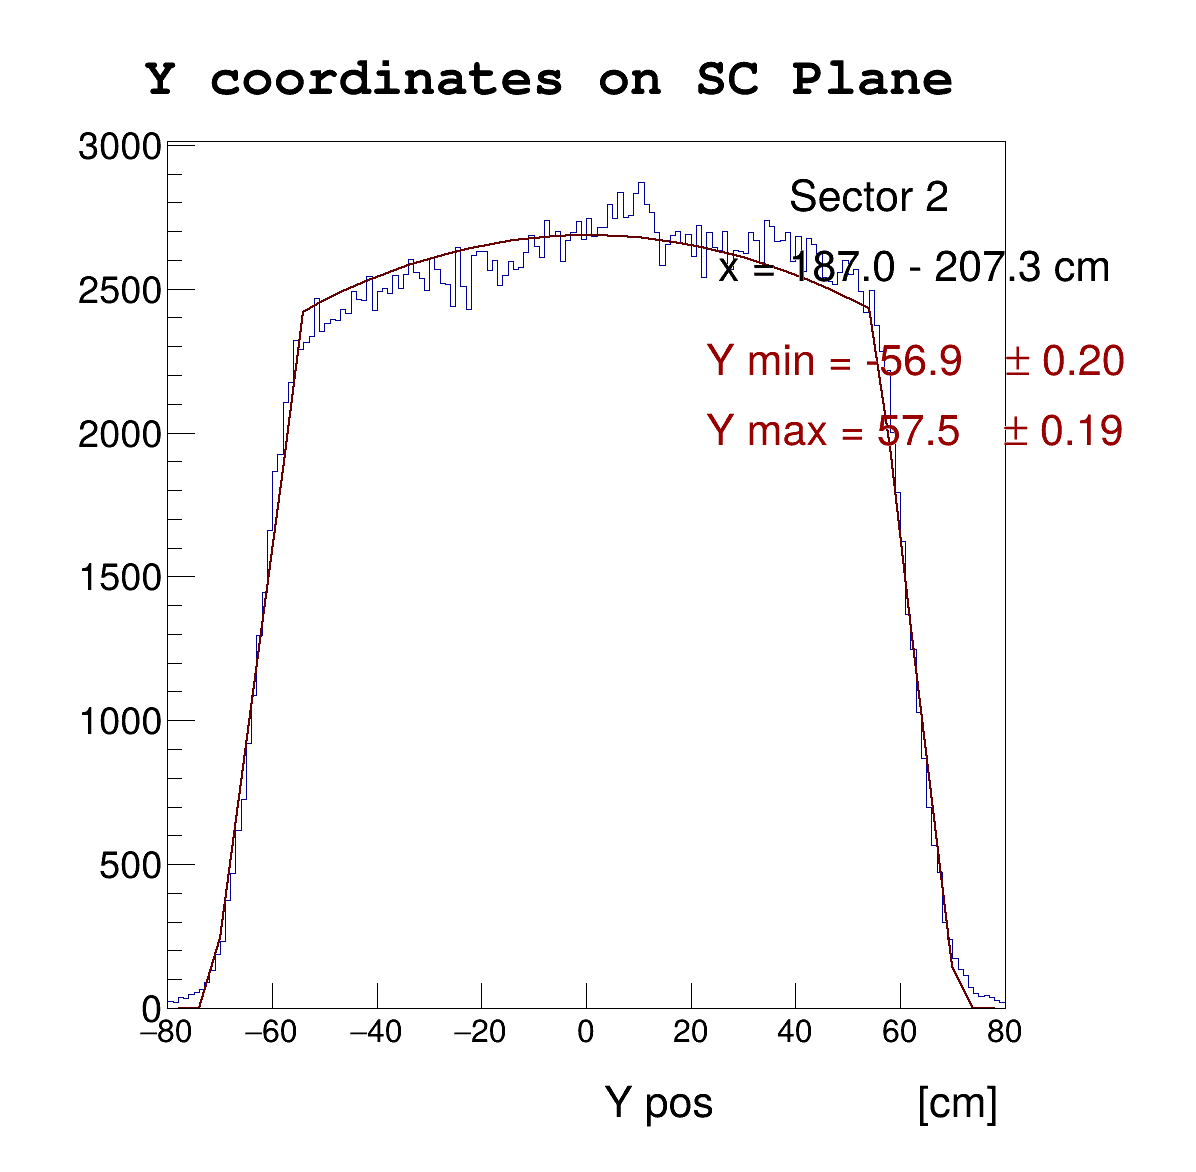 Y coordinates on SC Plane
3000
2500
2000
1500
1000
500
0
Sector 2
x = 187.0 - 207.3 cm
Y min = -56.9 ± 0.20
Y max = 57.5 ± 0.19
−80 −60 −40 −20 0 20 40 60 80
Y pos [cm]